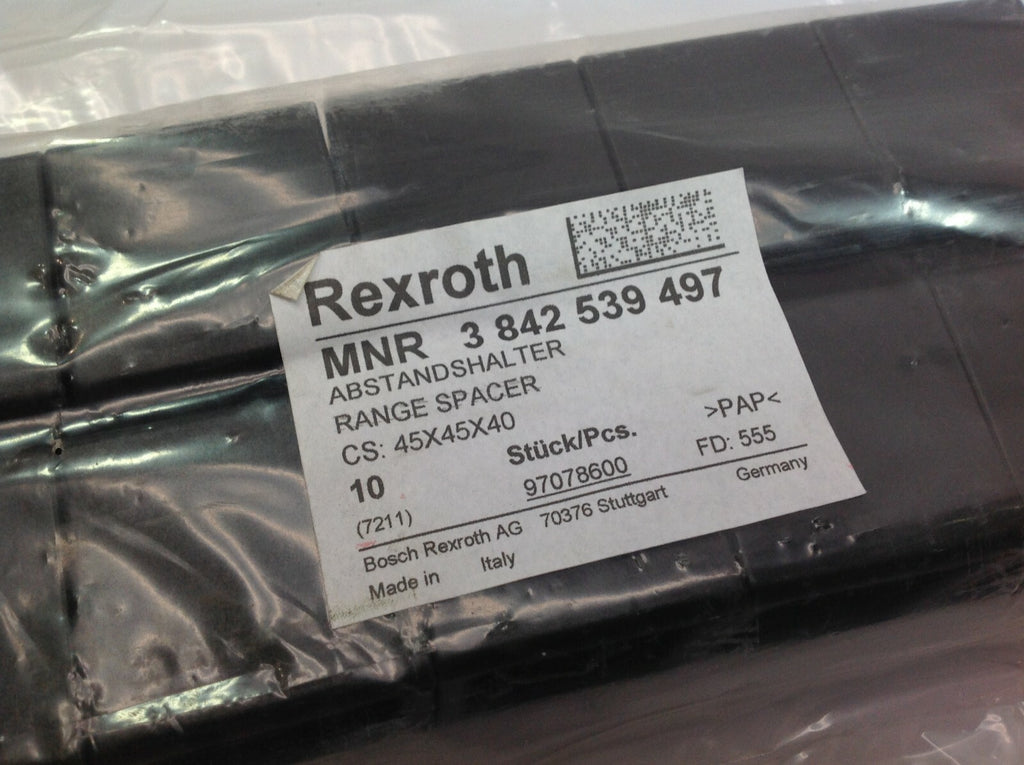 Rexroth
MNR 3 842 539 497
ABSTANDSHALTER
RANGE SPACER
CS: 45X45X40 >PAP<
10 Stück/Pcs. FD: 555
(7211) 97078600
Bosch Rexroth AG 70376 Stuttgart Germany
Made in Italy